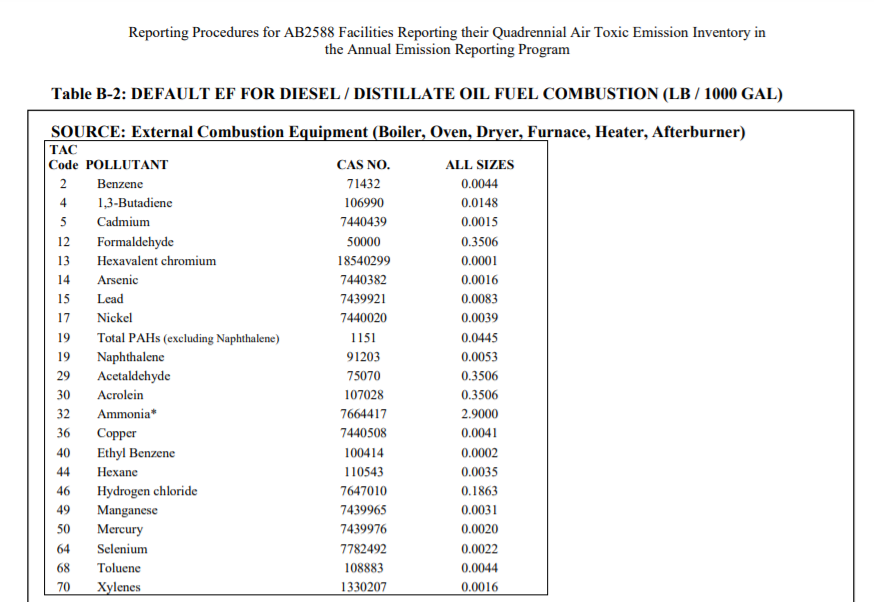 Reporting Procedures for AB2588 Facilities Reporting their Quadrennial Air Toxic Emission Inventory in
the Annual Emission Reporting Program
Table B-2: DEFAULT EF FOR DIESEL / DISTILLATE OIL FUEL COMBUSTION (LB / 1000 GAL)
SOURCE: External Combustion Equipment (Boiler, Oven, Dryer, Furnace, Heater, Afterburner)
TAC
Code POLLUTANT CAS NO. ALL SIZES
2 Benzene 71432 0.0044
4 1,3-Butadiene 106990 0.0148
5 Cadmium 7440439 0.0015
12 Formaldehyde 50000 0.3506
13 Hexavalent chromium 18540299 0.0001
14 Arsenic 7440382 0.0016
15 Lead 7439921 0.0083
17 Nickel 7440020 0.0039
19 Total PAHs (excluding Naphthalene) 1151 0.0445
19 Naphthalene 91203 0.0053
29 Acetaldehyde 75070 0.3506
30 Acrolein 107028 0.3506
32 Ammonia* 7664417 2.9000
36 Copper 7440508 0.0041
40 Ethyl Benzene 100414 0.0002
44 Hexane 110543 0.0035
46 Hydrogen chloride 7647010 0.1863
49 Manganese 7439965 0.0031
50 Mercury 7439976 0.0020
64 Selenium 7782492 0.0022
68 Toluene 108883 0.0044
70 Xylenes 1330207 0.0016